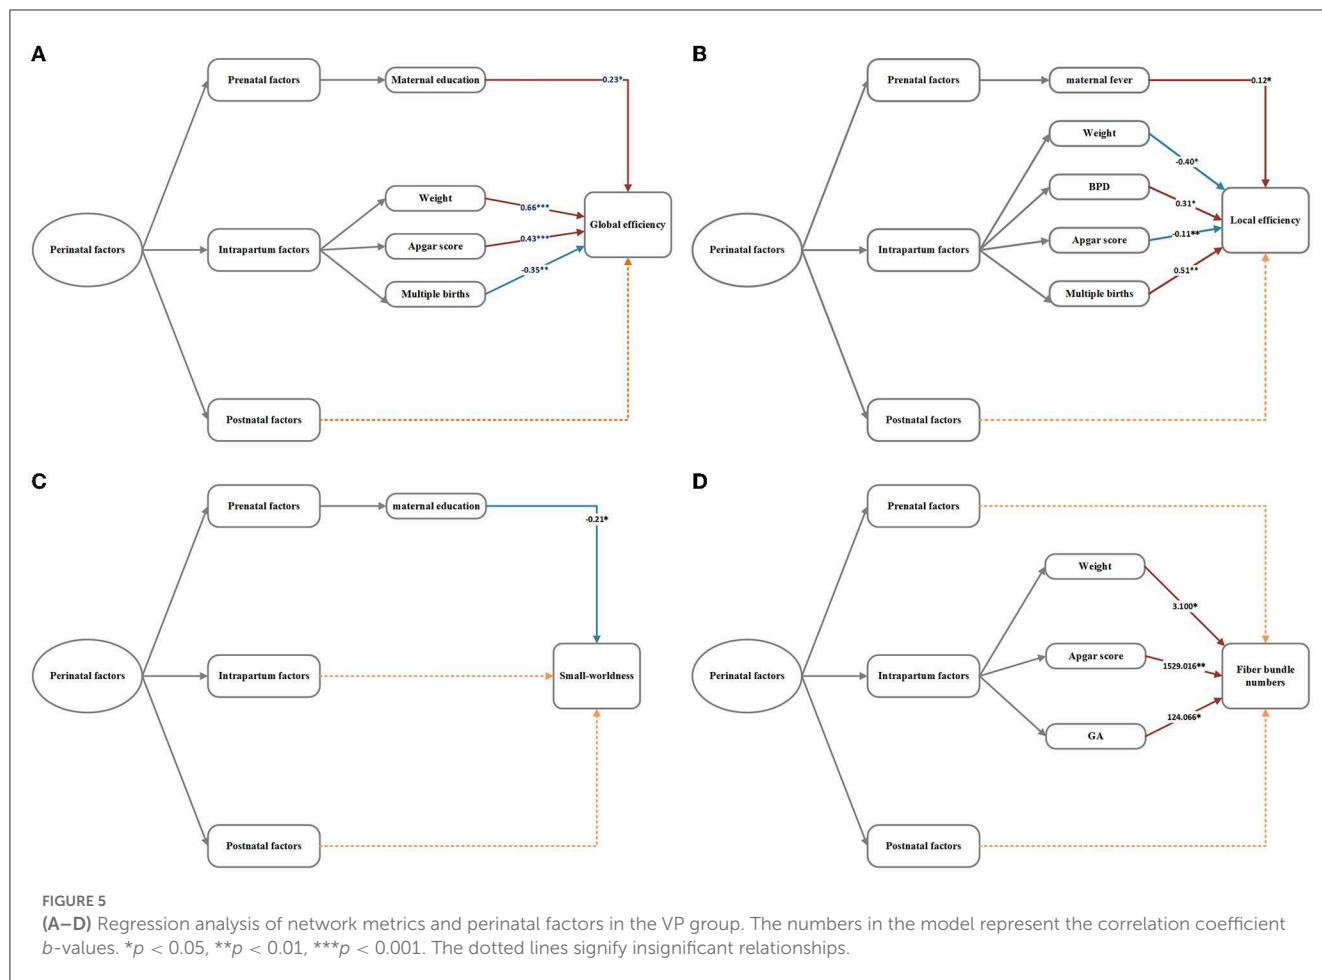 A
Prenatal factors
Maternal education
0.23*
Weight
0.66***
Global efficiency
Perinatal factors
Intrapartum factors
Apgar score
0.43***
-0.35**
Multiple births
Postnatal factors
B
Prenatal factors
maternal fever
0.12*
Weight
-0.40*
BPD
0.31*
Local efficiency
Perinatal factors
Intrapartum factors
Apgar score
-0.11**
0.51**
Multiple births
Postnatal factors
C
Prenatal factors
maternal education
-0.21*
Perinatal factors
Intrapartum factors
Small-worldness
Postnatal factors
D
Prenatal factors
Weight
3.100*
Perinatal factors
Intrapartum factors
Apgar score
1529.016**
Fiber bundle
numbers
124.066*
GA
Postnatal factors
FIGURE 5
(A–D) Regression analysis of network metrics and perinatal factors in the VP group. The numbers in the model represent the correlation coefficient
b-values. *p < 0.05, **p < 0.01, ***p < 0.001. The dotted lines signify insignificant relationships.